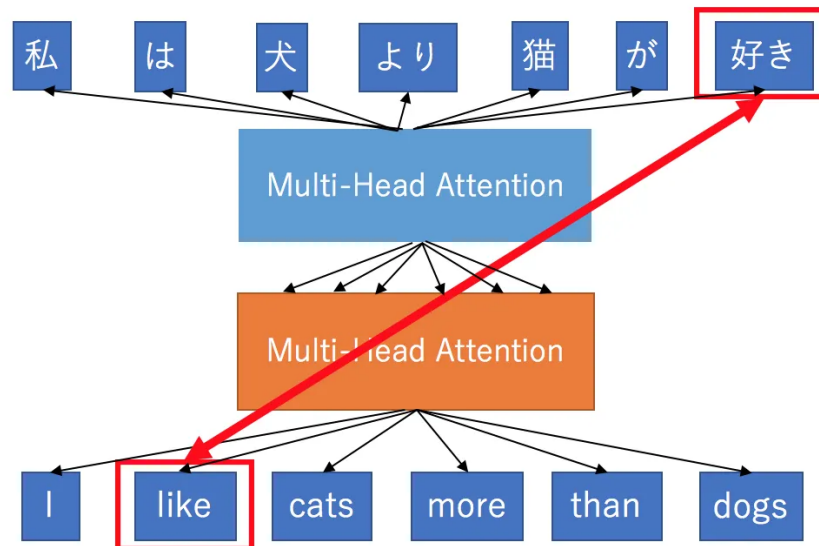 私 は 犬 より 猫 が 好き
Multi-Head Attention
Multi-Head Attention
I like cats more than dogs